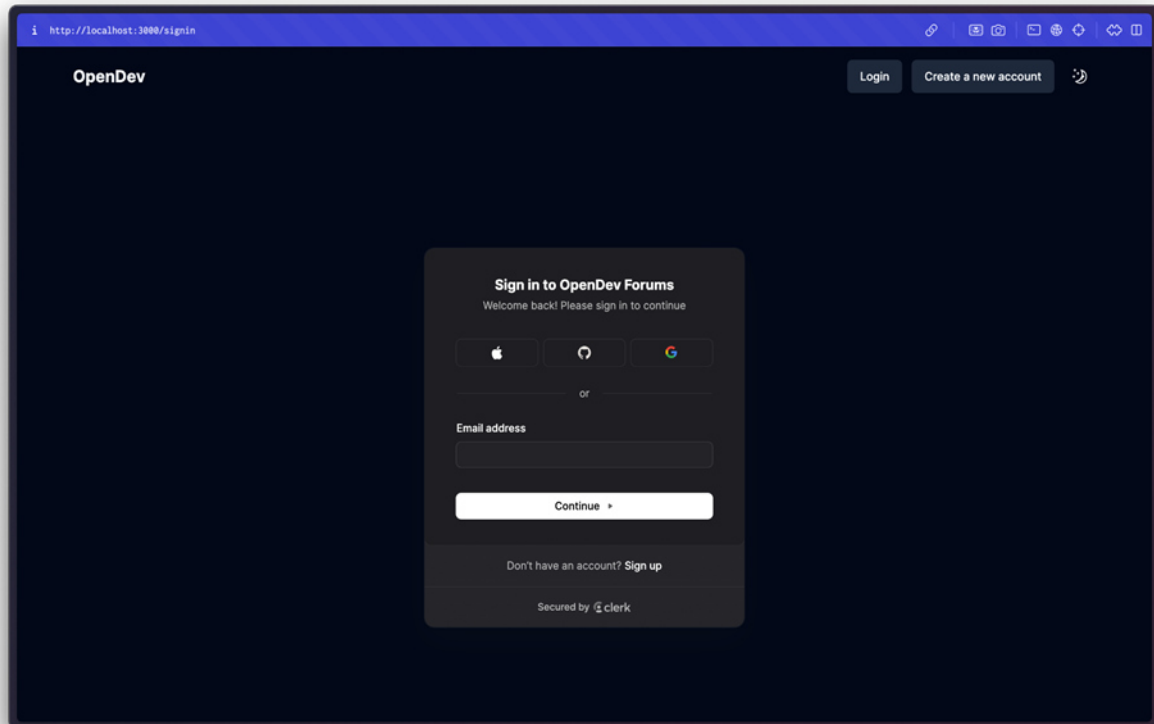 i http://localhost:3000/signin
OpenDev
Login
Create a new account
Sign in to OpenDev Forums
Welcome back! Please sign in to continue
or
Email address
Continue
Don't have an account? Sign up
Secured by clerk